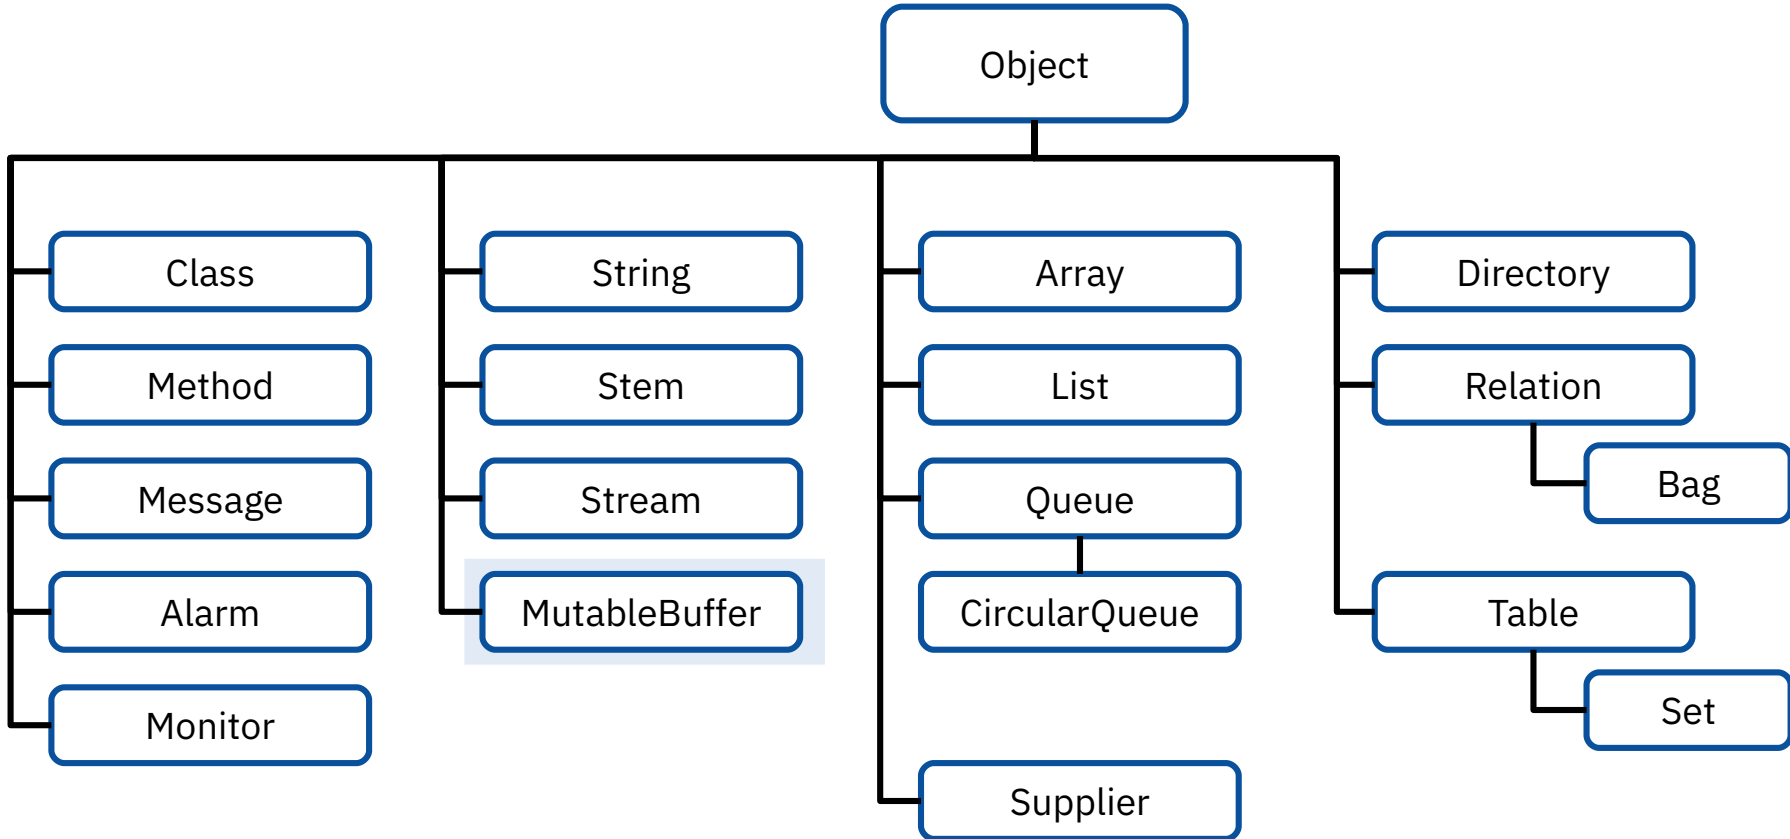 Object
Class
Method
Message
Alarm
Monitor
String
Stem
Stream
MutableBuffer
Array
List
Queue
CircularQueue
Supplier
Directory
Relation
Bag
Table
Set